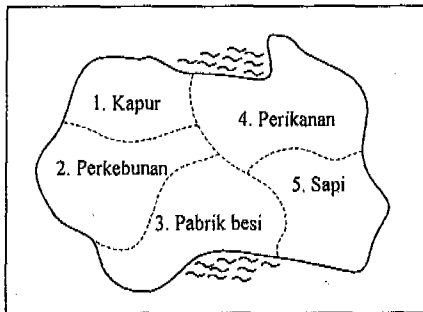 1. Kapur
4. Perikanan
2. Perkebunan
5. Sapi
3. Pabrik besi